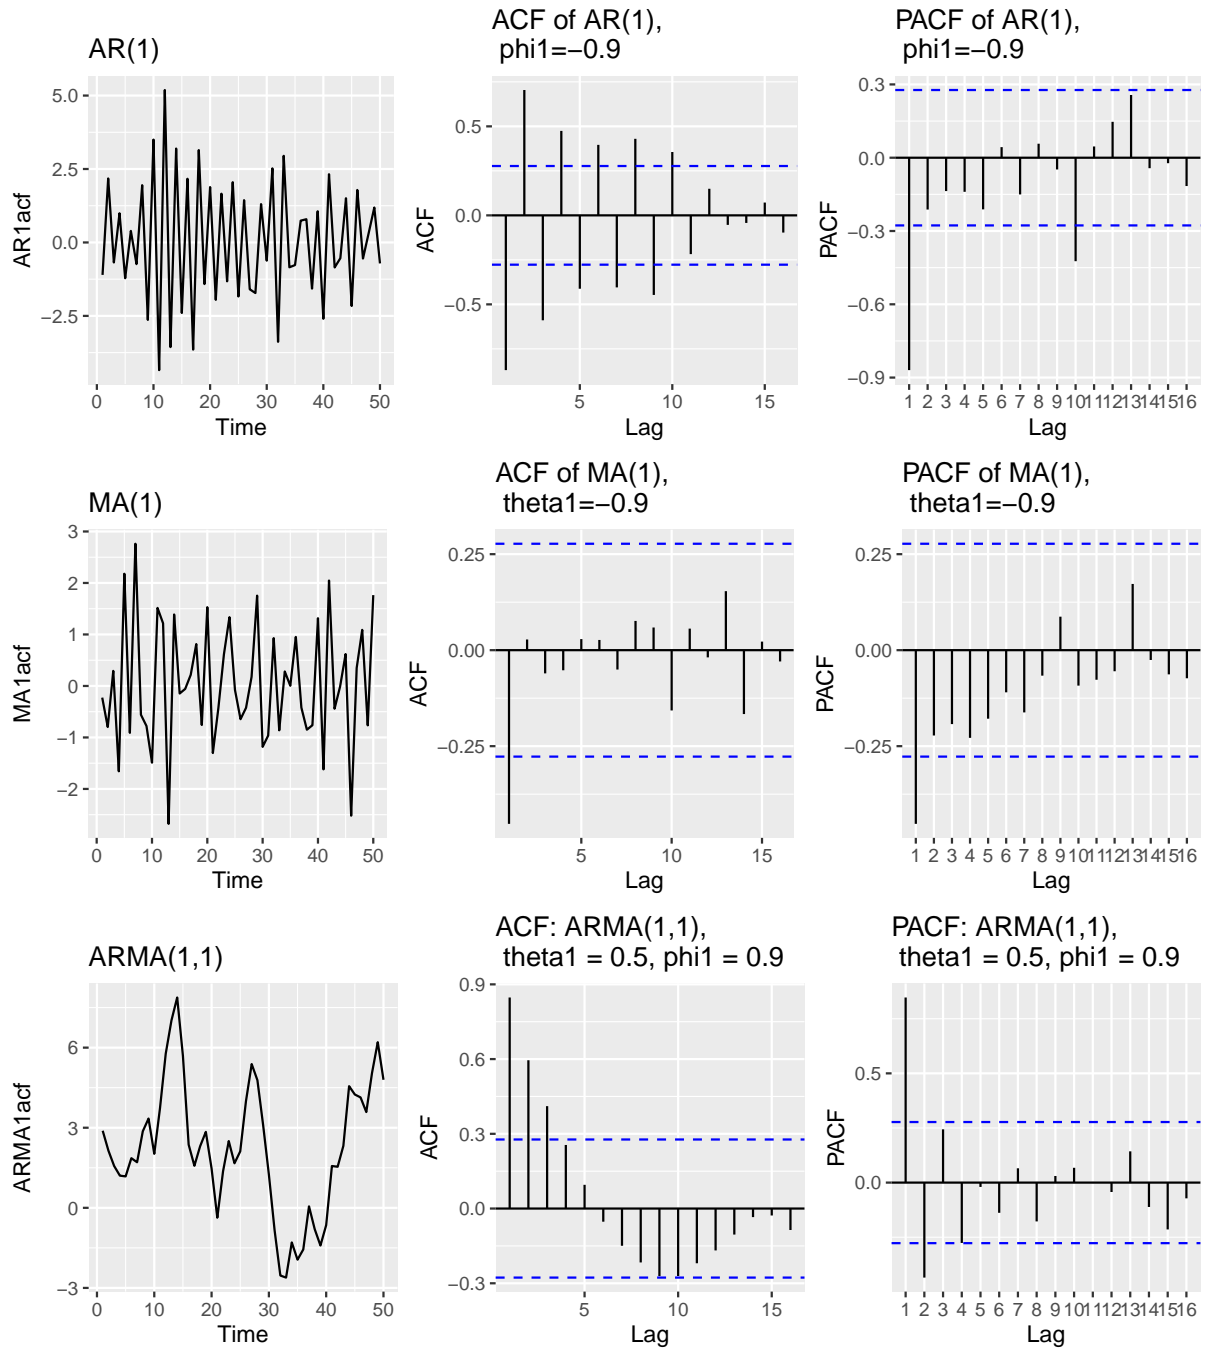 AR(1)
AR1acf
5.0
2.5
0.0
−2.5
0 10 20 30 40 50
Time
ACF of AR(1),
phi1=−0.9
ACF
0.5
0.0
−0.5
5 10 15
Lag
PACF of AR(1),
phi1=−0.9
PACF
0.3
0.0
−0.3
−0.6
−0.9
1 2 3 4 5 6 7 8 9 10 11 12 13 14 15 16
Lag
MA(1)
MA1acf
3
2
1
0
−1
−2
0 10 20 30 40 50
Time
ACF of MA(1),
theta1=−0.9
ACF
0.25
0.00
−0.25
5 10 15
Lag
PACF of MA(1),
theta1=−0.9
PACF
0.25
0.00
−0.25
1 2 3 4 5 6 7 8 9 10 11 12 13 14 15 16
Lag
ARMA(1,1)
ARMA1acf
6
3
0
−3
0 10 20 30 40 50
Time
ACF: ARMA(1,1),
theta1 = 0.5, phi1 = 0.9
ACF
0.9
0.6
0.3
0.0
−0.3
5 10 15
Lag
PACF: ARMA(1,1),
theta1 = 0.5, phi1 = 0.9
PACF
0.5
0.0
1 2 3 4 5 6 7 8 9 10 11 12 13 14 15 16
Lag